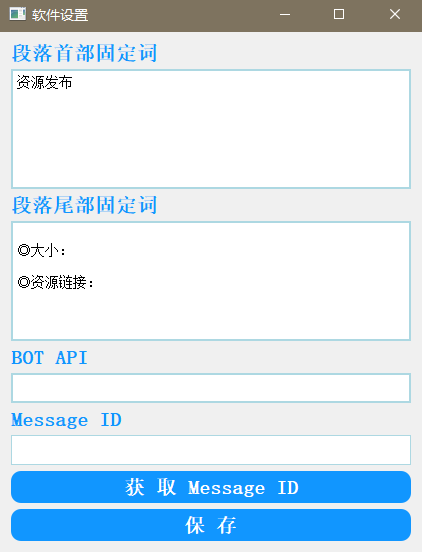 软件设置
段落首部固定词
资源发布
段落尾部固定词
◎大小：
◎资源链接：
BOT API
Message ID
获 取 Message ID
保 存